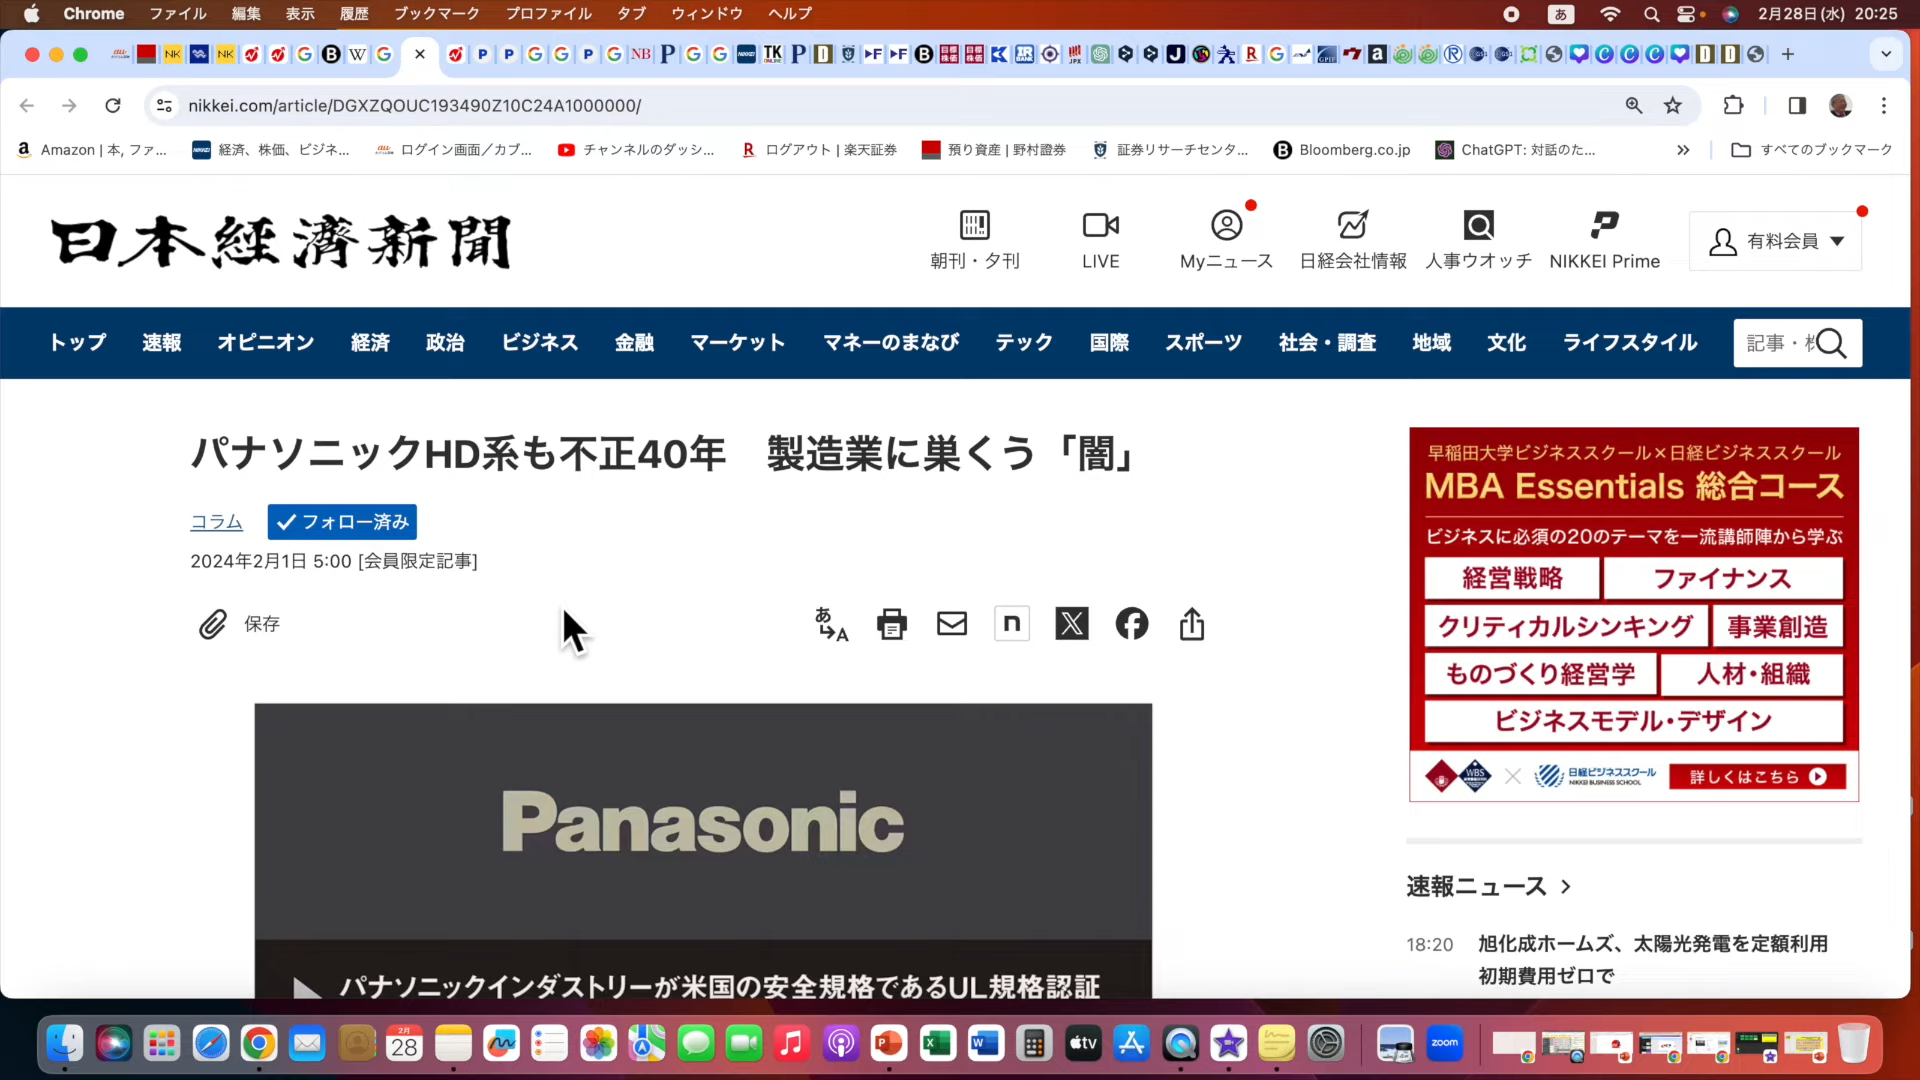 Chrome ファイル 編集 表示 履歴 ブックマーク プロファイル タブ ウィンドウ ヘルプ
あ
2月28日(水) 20:25
nikkei.com/article/DGXZQOUC193490Z10C24A1000000/
Amazon | 本, ファ...
経済、株価、ビジネ...
ログイン画面／カブ...
チャンネルのダッシ...
ログアウト | 楽天証券
預り資産 | 野村證券
証券リサーチセンタ...
Bloomberg.co.jp
ChatGPT: 対話のた...
すべてのブックマーク
日本経済新聞
朝刊・夕刊
LIVE
Myニュース
日経会社情報
人事ウオッチ
NIKKEI Prime
有料会員
トップ 速報 オピニオン 経済 政治 ビジネス 金融 マーケット マネーのまなび テック 国際 スポーツ 社会・調査 地域 文化 ライフスタイル
記事・
パナソニックHD系も不正40年 製造業に巣くう「闇」
コラム
フォロー済み
2024年2月1日 5:00 [会員限定記事]
保存
Panasonic
パナソニックインダストリーが米国の安全規格であるUL規格認証
早稲田大学ビジネススクール×日経ビジネススクール
MBA Essentials 総合コース
ビジネスに必須の20のテーマを一流講師陣から学ぶ
経営戦略
ファイナンス
クリティカルシンキング
事業創造
ものづくり経営学
人材・組織
ビジネスモデル・デザイン
WBS
日経ビジネススクール
NIKKEI BUSINESS SCHOOL
詳しくはこちら
速報ニュース
18:20 旭化成ホームズ、太陽光発電を定額利用
初期費用ゼロで
2月
28
tv
zoom